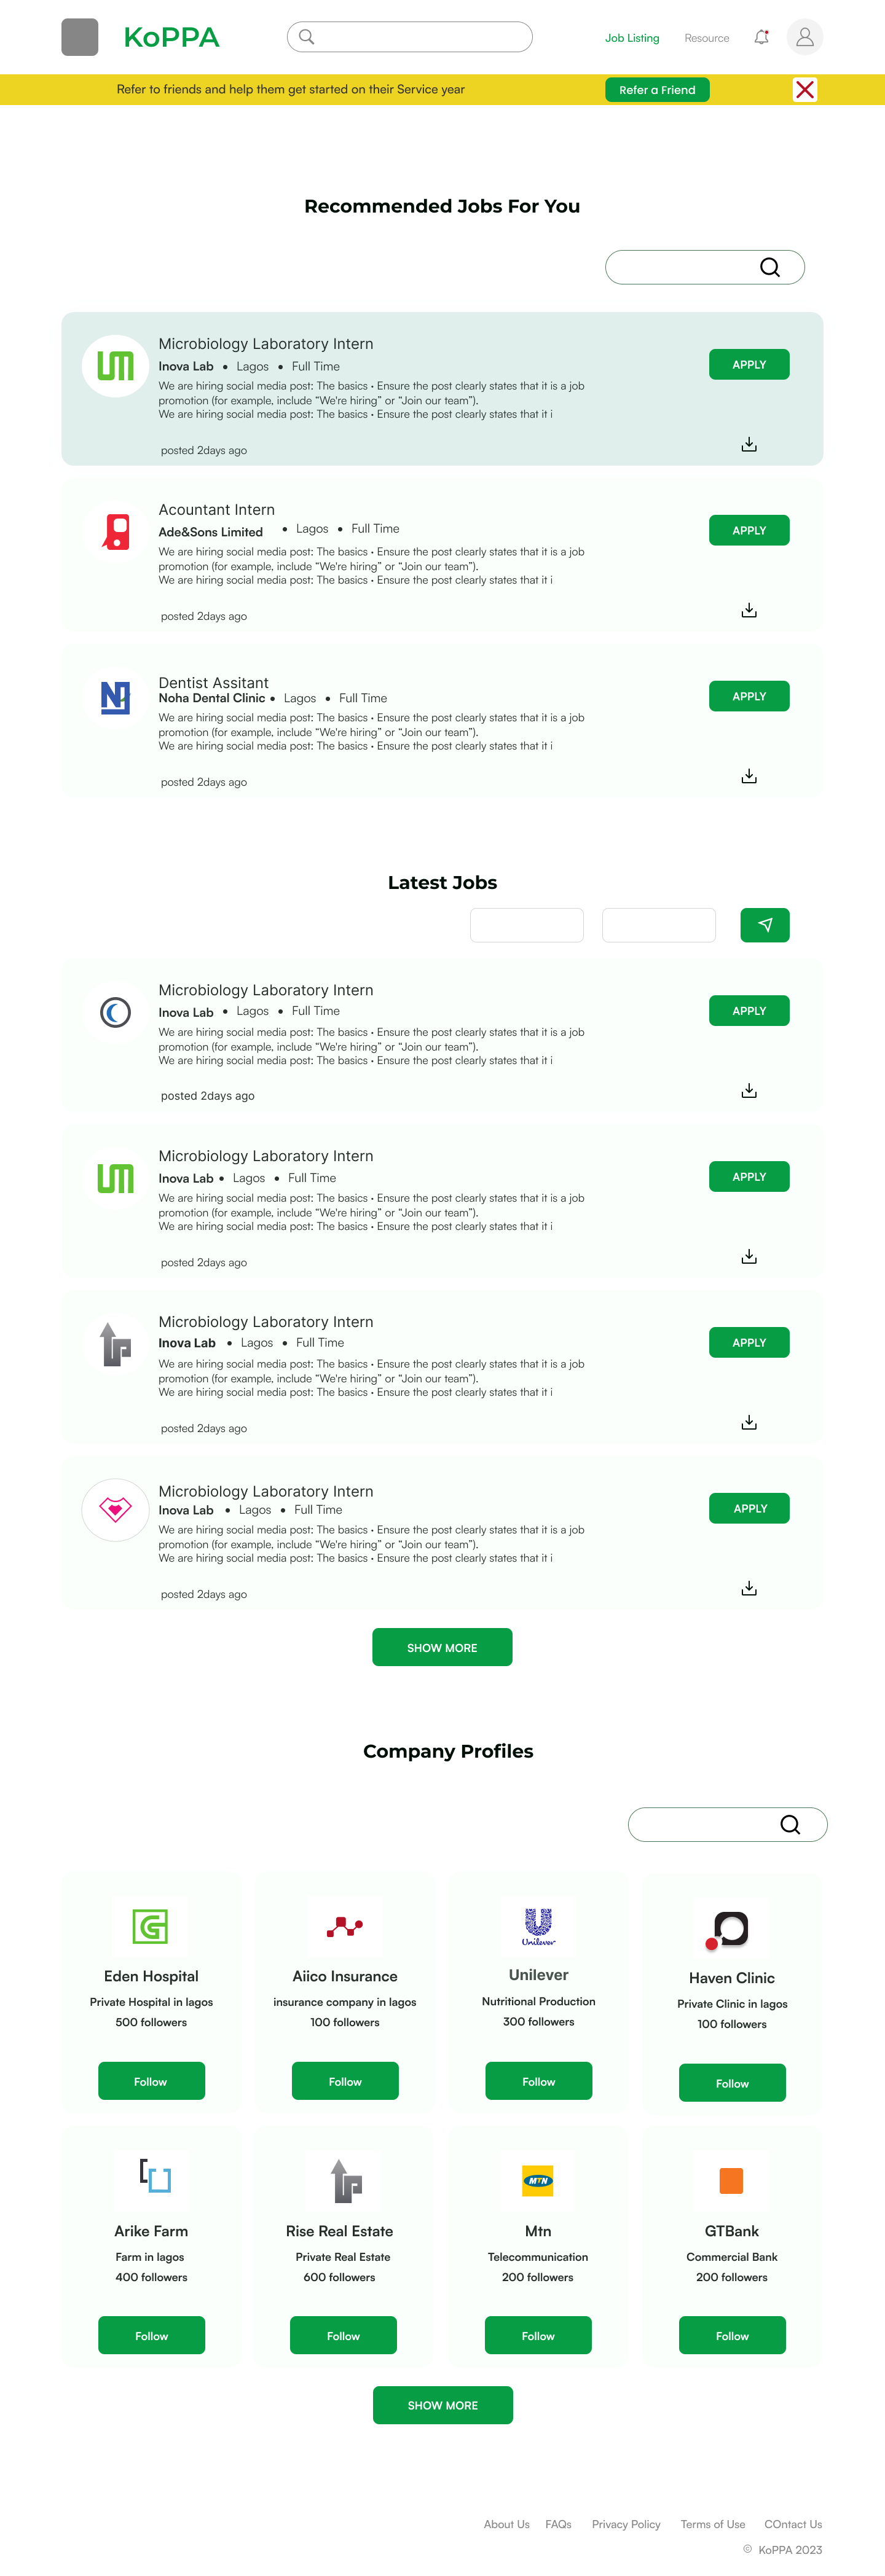 KoPPA
Job Listing
Resource
Refer to friends and help them get started on their Service year
Refer a Friend
Recommended Jobs For You
Microbiology Laboratory Intern
Inova Lab • Lagos • Full Time
APPLY
We are hiring social media post: The basics · Ensure the post clearly states that it is a job
promotion (for example, include “We're hiring” or “Join our team”).
We are hiring social media post: The basics · Ensure the post clearly states that it i
posted 2days ago
Acountant Intern
Ade&Sons Limited • Lagos • Full Time
APPLY
We are hiring social media post: The basics · Ensure the post clearly states that it is a job
promotion (for example, include “We're hiring” or “Join our team”).
We are hiring social media post: The basics · Ensure the post clearly states that it i
posted 2days ago
Dentist Assitant
Noha Dental Clinic • Lagos • Full Time
APPLY
We are hiring social media post: The basics · Ensure the post clearly states that it is a job
promotion (for example, include “We're hiring” or “Join our team”).
We are hiring social media post: The basics · Ensure the post clearly states that it i
posted 2days ago
Latest Jobs
Microbiology Laboratory Intern
Inova Lab • Lagos • Full Time
APPLY
We are hiring social media post: The basics · Ensure the post clearly states that it is a job
promotion (for example, include “We're hiring” or “Join our team”).
We are hiring social media post: The basics · Ensure the post clearly states that it i
posted 2days ago
Microbiology Laboratory Intern
Inova Lab • Lagos • Full Time
APPLY
We are hiring social media post: The basics · Ensure the post clearly states that it is a job
promotion (for example, include “We're hiring” or “Join our team”).
We are hiring social media post: The basics · Ensure the post clearly states that it i
posted 2days ago
Microbiology Laboratory Intern
Inova Lab • Lagos • Full Time
APPLY
We are hiring social media post: The basics · Ensure the post clearly states that it is a job
promotion (for example, include “We're hiring” or “Join our team”).
We are hiring social media post: The basics · Ensure the post clearly states that it i
posted 2days ago
Microbiology Laboratory Intern
Inova Lab • Lagos • Full Time
APPLY
We are hiring social media post: The basics · Ensure the post clearly states that it is a job
promotion (for example, include “We're hiring” or “Join our team”).
We are hiring social media post: The basics · Ensure the post clearly states that it i
posted 2days ago
SHOW MORE
Company Profiles
Eden Hospital
Private Hospital in lagos
500 followers
Follow
Aiico Insurance
insurance company in lagos
100 followers
Follow
Unilever
Unilever
Nutritional Production
300 followers
Follow
Haven Clinic
Private Clinic in lagos
100 followers
Follow
Arike Farm
Farm in lagos
400 followers
Follow
Rise Real Estate
Private Real Estate
600 followers
Follow
MTN
Mtn
Telecommunication
200 followers
Follow
GTBank
Commercial Bank
200 followers
Follow
SHOW MORE
About Us FAQs Privacy Policy Terms of Use COntact Us
© KoPPA 2023